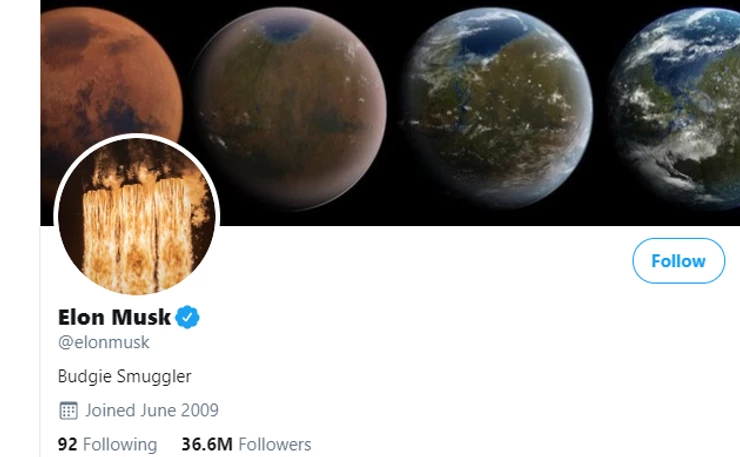 Follow
Elon Musk
@elonmusk
Budgie Smuggler
Joined June 2009
92 Following 36.6M Followers